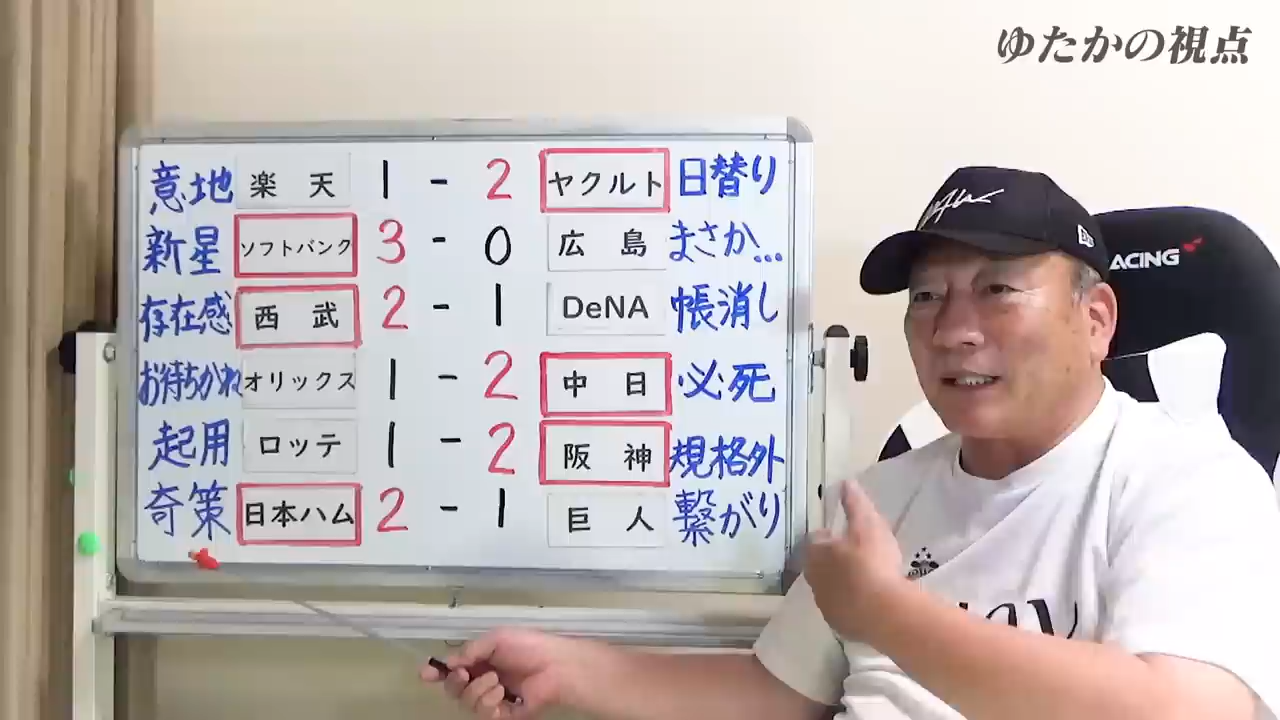 ゆたかの視点
意地 楽天 1 - 2 ヤクルト 日替り
新星 ソフトバンク 3 - 0 広島 まさか...
存在感 西武 2 - 1 DeNA 帳消し
お待ちかね オリックス 1 - 2 中日 必死
起用 ロッテ 1 - 2 阪神 規格外
奇策 日本ハム 2 - 1 巨人 繋がり
ACING